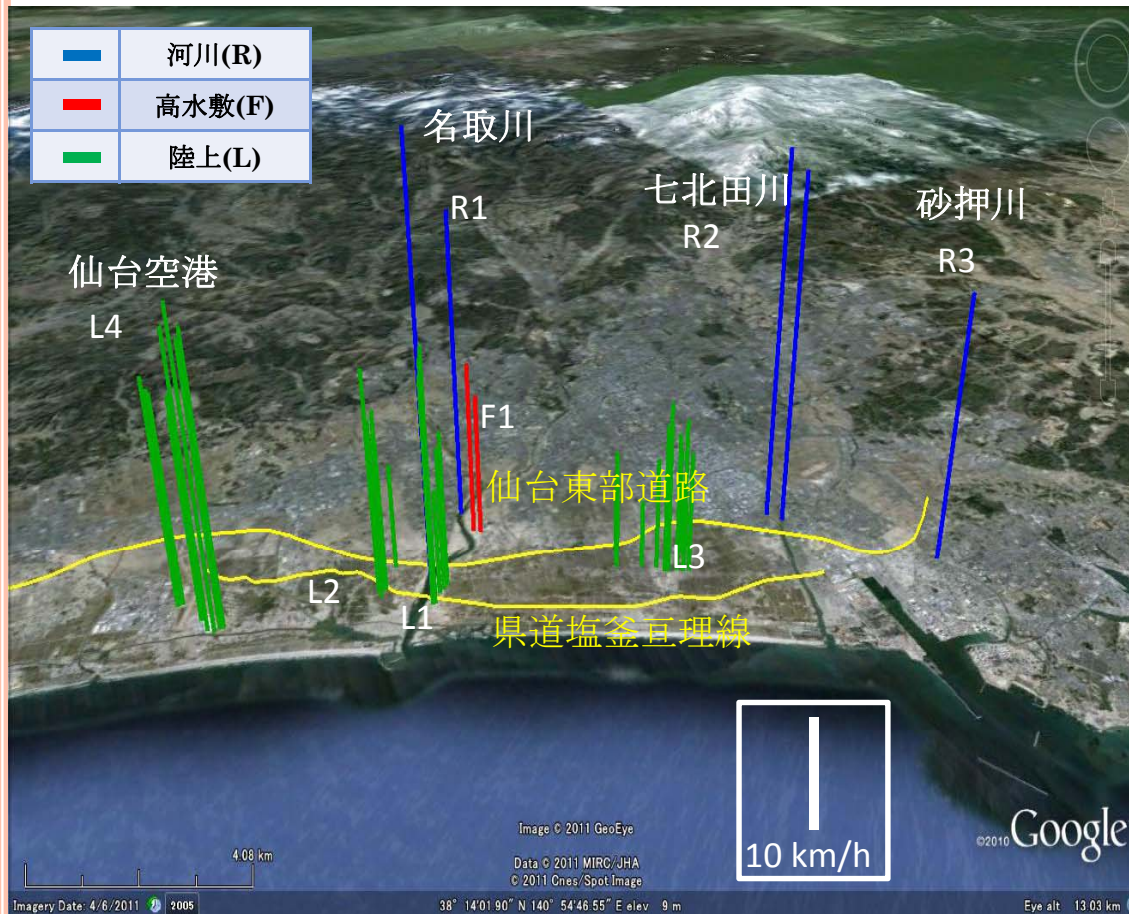 河川(R)
高水敷(F)
陸上(L)
名取川
R1
七北田川
R2
砂押川
R3
仙台空港
L4
F1
仙台東部道路
L3
L2
L1
県道塩釜亘理線
10 km/h
Image © 2011 GeoEye
Data © 2011 MIRC/JHA
© 2011 Cnes/Spot Image
©2010 Google
4.08 km
Imagery Date: 4/6/2011 2005 38° 14'01.90" N 140° 54'46.55" E elev 9 m Eye alt 13.03 km